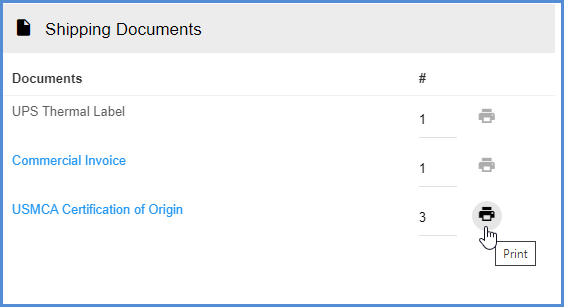 Shipping Documents
Documents #
UPS Thermal Label 1
Commercial Invoice 1
USMCA Certification of Origin 3
Print